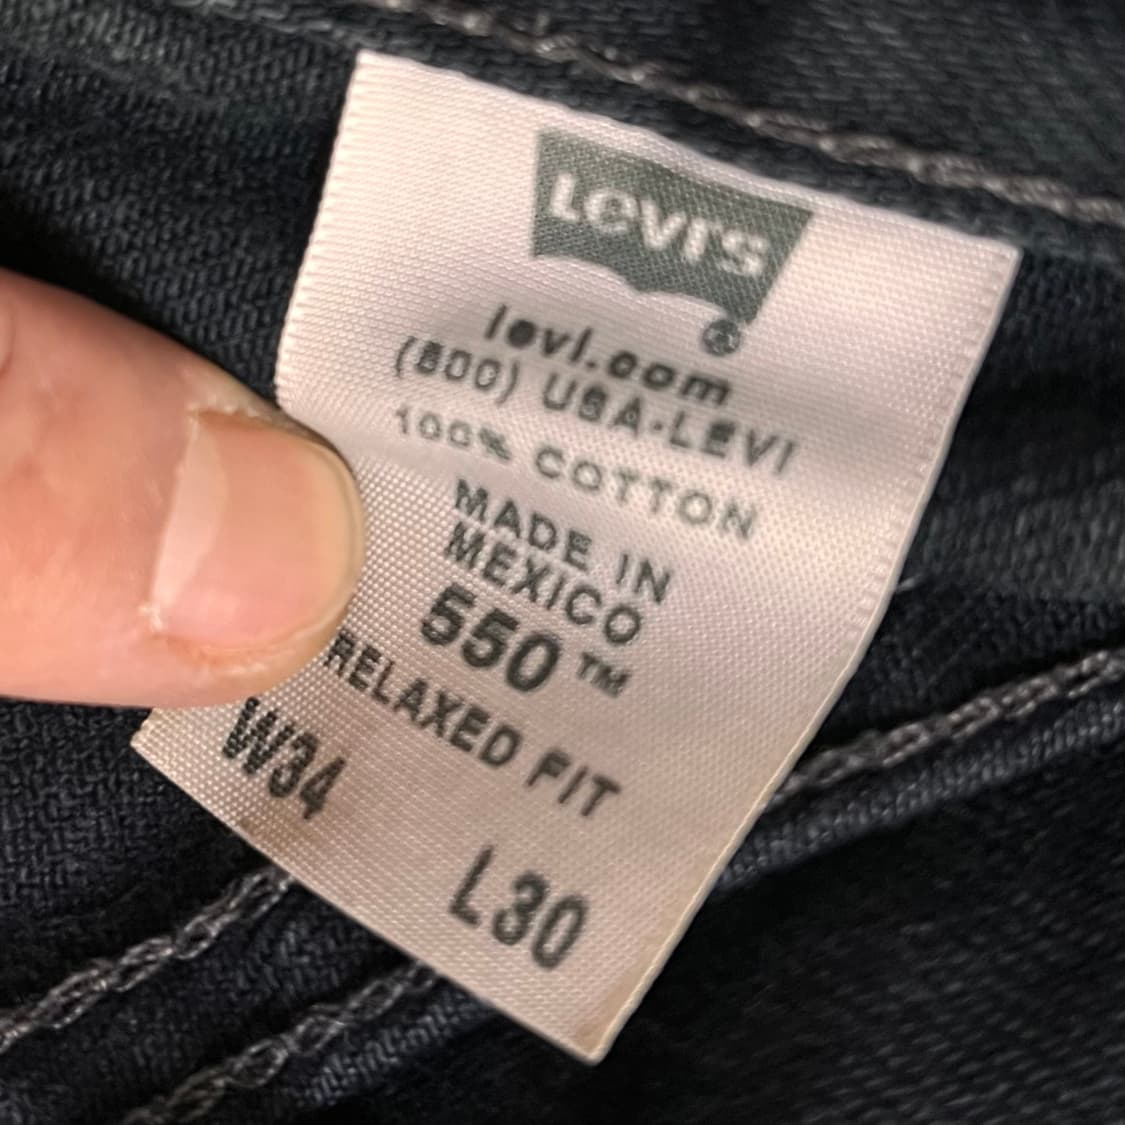 LEVI'S
®
levi.com
(800) USA-LEVI
100% COTTON
MADE IN
MEXICO
550™
RELAXED FIT
W34
L30